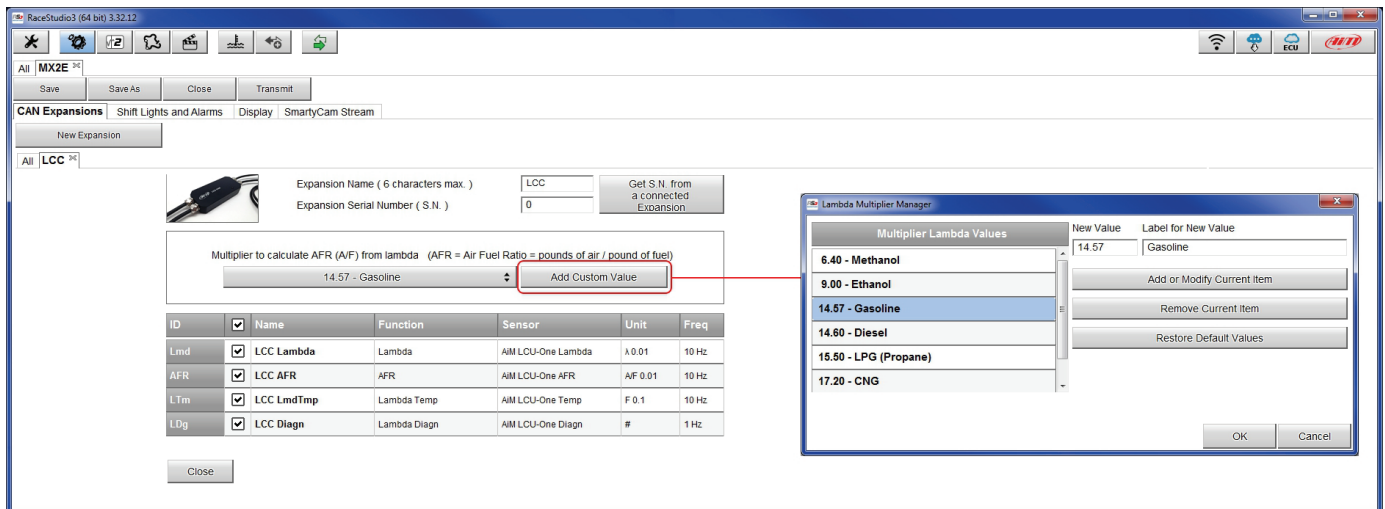 RaceStudio3 (64 bit) 3.32.12
ECU
AiM
All MX2E
Save Save As Close Transmit
CAN Expansions Shift Lights and Alarms Display SmartyCam Stream
New Expansion
All LCC
Expansion Name ( 6 characters max. ) LCC
Expansion Serial Number ( S.N. ) 0
Get S.N. from
a connected
Expansion
Multiplier to calculate AFR (A/F) from lambda (AFR = Air Fuel Ratio = pounds of air / pound of fuel)
14.57 - Gasoline Add Custom Value
ID Name Function Sensor Unit Freq
Lmd LCC Lambda Lambda AiM LCU-One Lambda λ 0.01 10 Hz
AFR LCC AFR AFR AiM LCU-One AFR A/F 0.01 10 Hz
LTm LCC LmdTmp Lambda Temp AiM LCU-One Temp F 0.1 10 Hz
LDg LCC Diagn Lambda Diagn AiM LCU-One Diagn # 1 Hz
Close
Lambda Multiplier Manager
Multiplier Lambda Values
6.40 - Methanol
9.00 - Ethanol
14.57 - Gasoline
14.60 - Diesel
15.50 - LPG (Propane)
17.20 - CNG
New Value Label for New Value
14.57 Gasoline
Add or Modify Current Item
Remove Current Item
Restore Default Values
OK Cancel